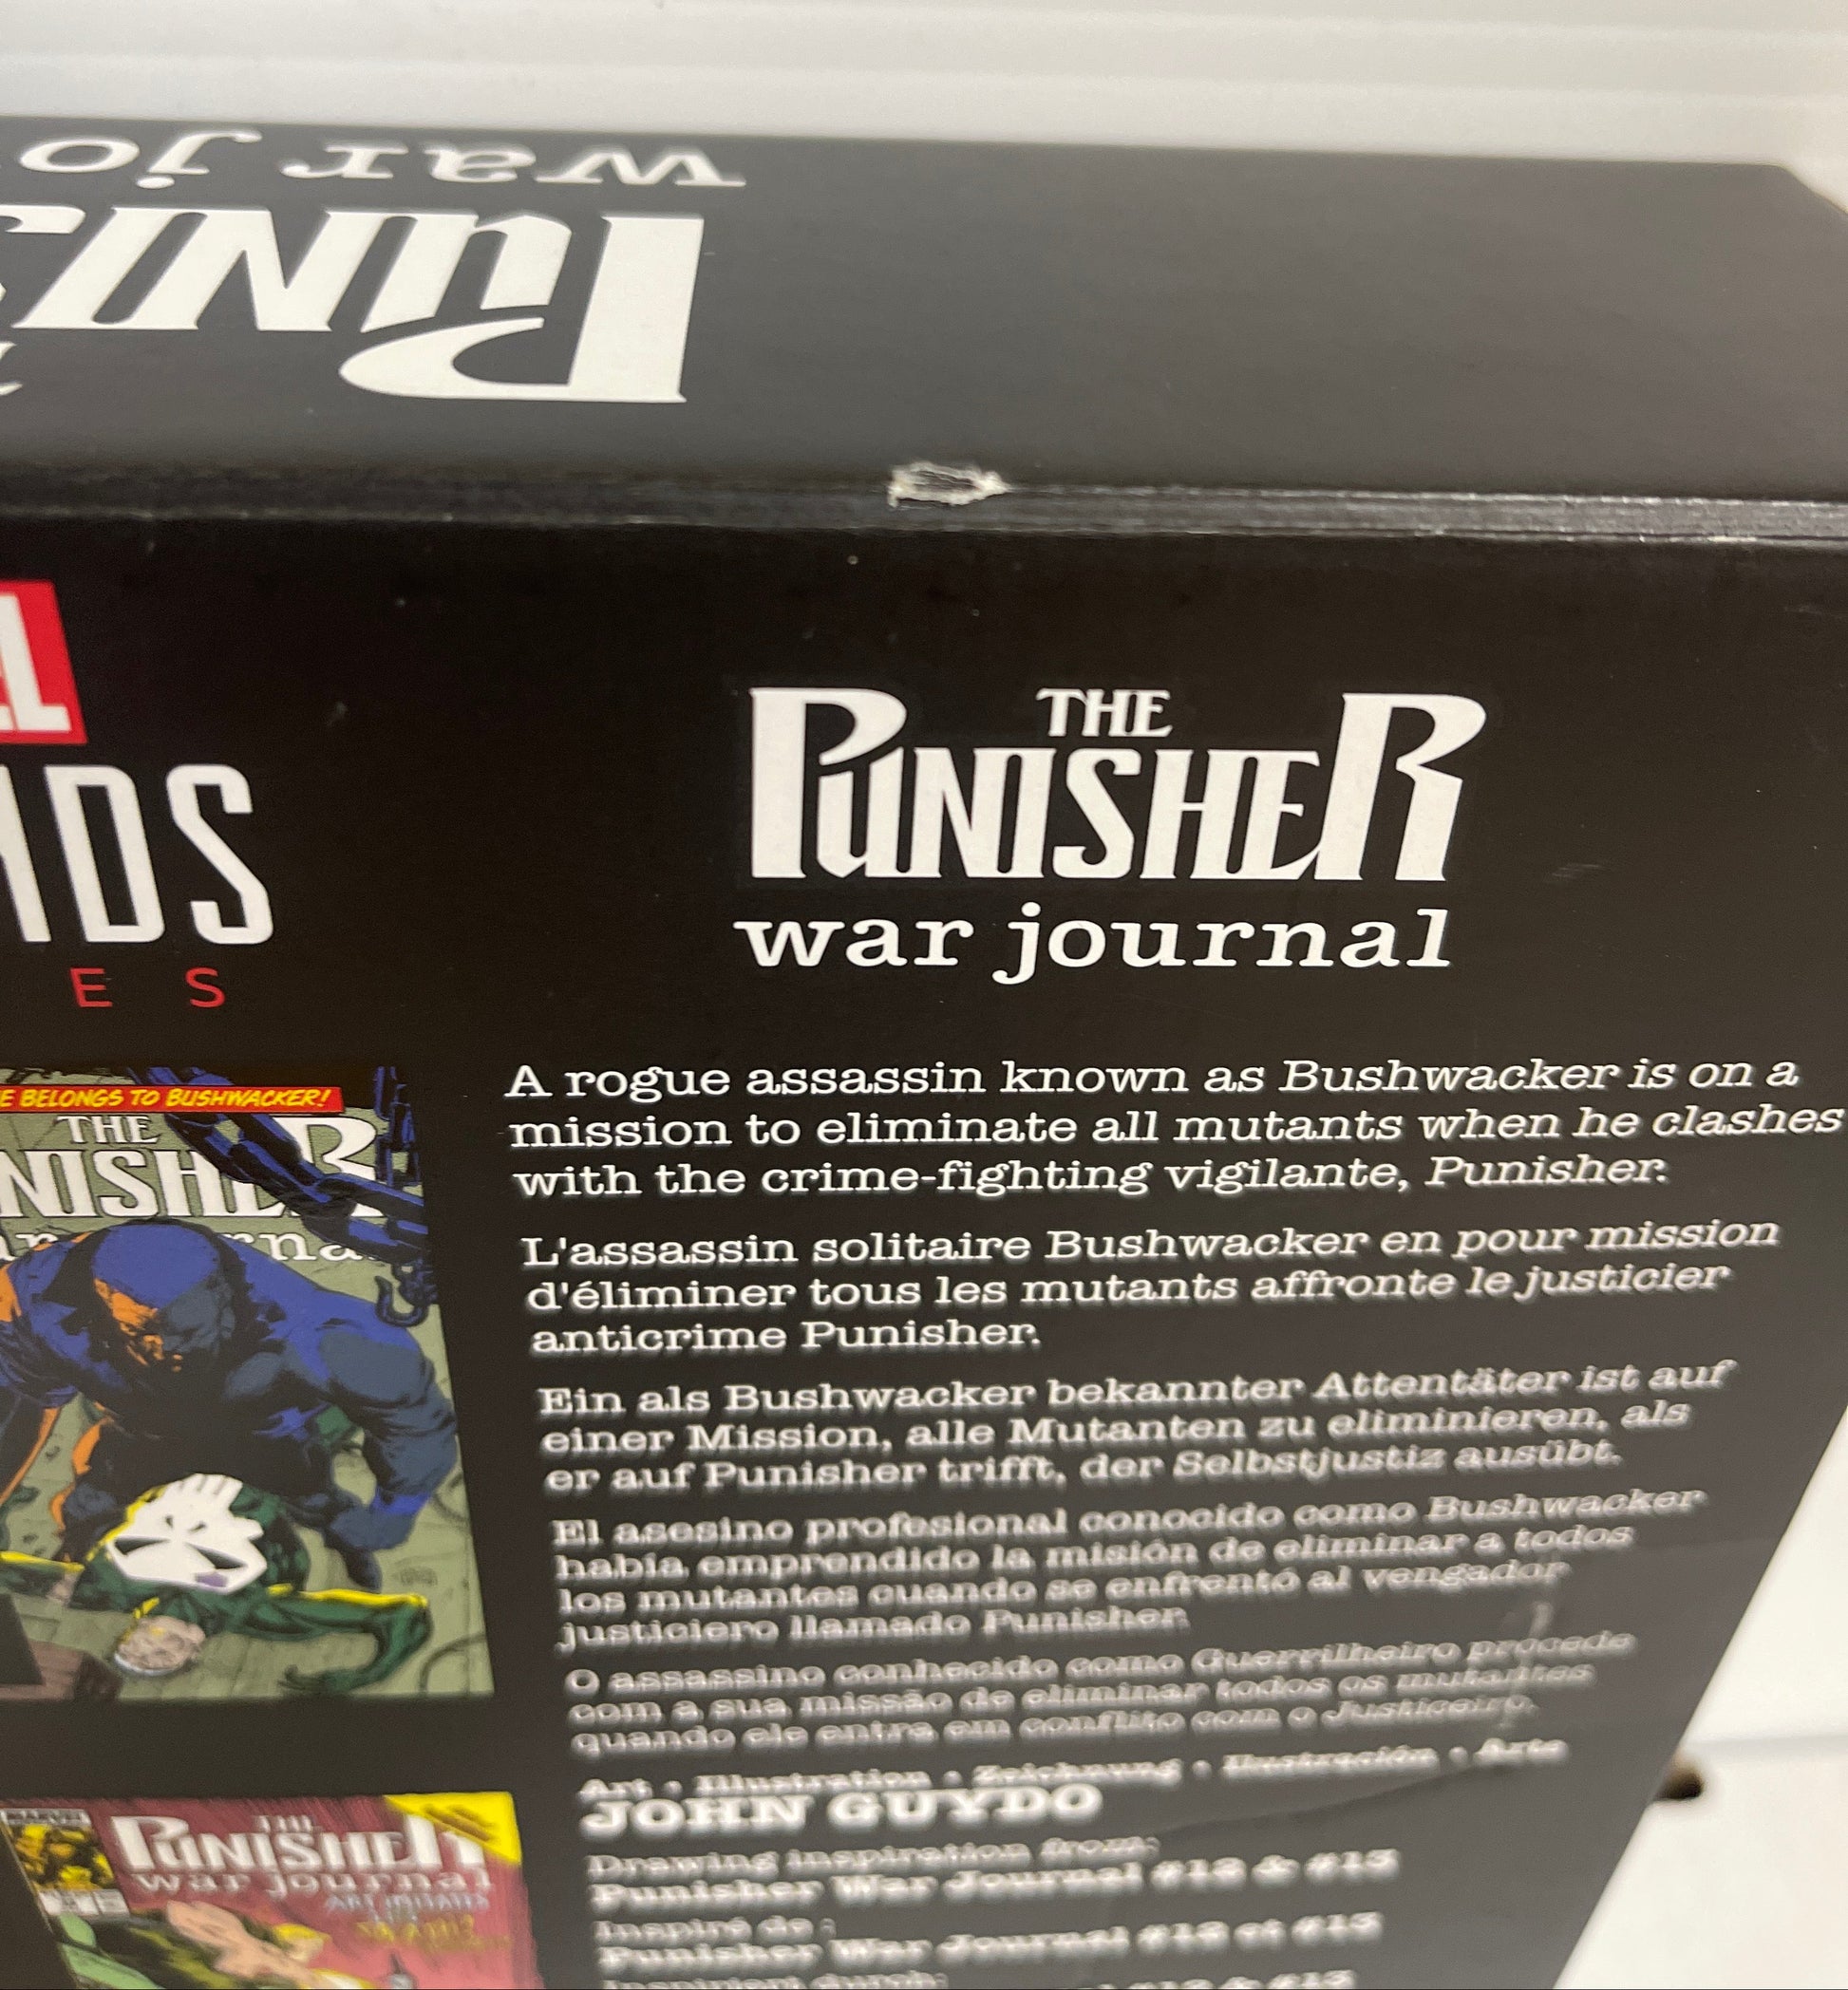 war jo
PUNIS
NDS
E S
THE
PUNISHER
war journal
A rogue assassin known as Bushwacker is on a
mission to eliminate all mutants when he clashes
with the crime-fighting vigilante, Punisher.
L'assassin solitaire Bushwacker en pour mission
d'éliminer tous les mutants affronte le justicier
anticrime Punisher.
Ein als Bushwacker bekannter Attentäter ist auf
einer Mission, alle Mutanten zu eliminieren, als
er auf Punisher trifft, der Selbstjustiz ausübt.
El asesino profesional conocido como Bushwacker
había emprendido la misión de eliminar a todos
los mutantes cuando se enfrentó al vengador
justiciero llamado Punisher.
O assassino conhecido como Guerrilheiro procede
com a sua missão de eliminar todos os mutantes
quando ele entra em conflito com o Justiceiro.
Art • Illustration • Zeichnung • Ilustración • Arte
JOHN GUYDO
Drawing inspiration from:
Punisher War Journal #12 & #13
Inspiré de :
Punisher War Journal #12 et #13
Inspiriert durch:
E BELONGS TO BUSHWACKER!
THE
NISHER
MARVEL
THE
PUNISHER
war journal